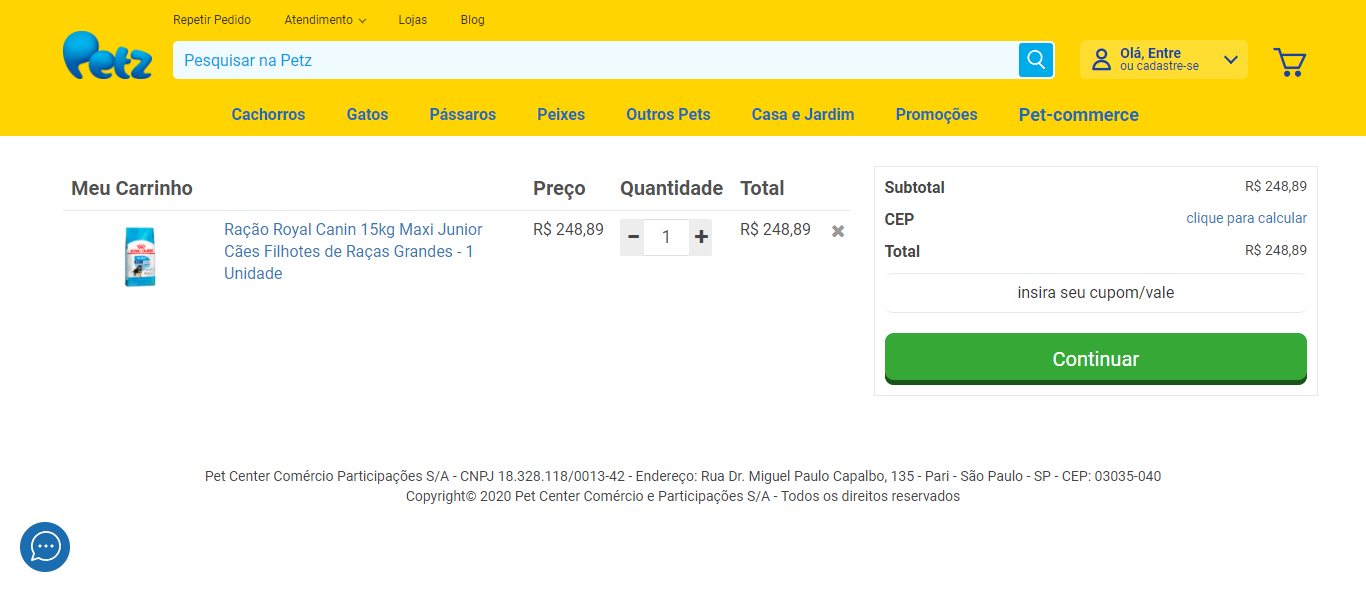 Repetir Pedido Atendimento Lojas Blog
Petz
Pesquisar na Petz
Olá, Entre
ou cadastre-se
Cachorros Gatos Pássaros Peixes Outros Pets Casa e Jardim Promoções Pet-commerce
Meu Carrinho Preço Quantidade Total
Ração Royal Canin 15kg Maxi Junior
Cães Filhotes de Raças Grandes - 1
Unidade
R$ 248,89
1
R$ 248,89
Subtotal R$ 248,89
CEP clique para calcular
Total R$ 248,89
insira seu cupom/vale
Continuar
Pet Center Comércio Participações S/A - CNPJ 18.328.118/0013-42 - Endereço: Rua Dr. Miguel Paulo Capalbo, 135 - Pari - São Paulo - SP - CEP: 03035-040
Copyright© 2020 Pet Center Comércio e Participações S/A - Todos os direitos reservados